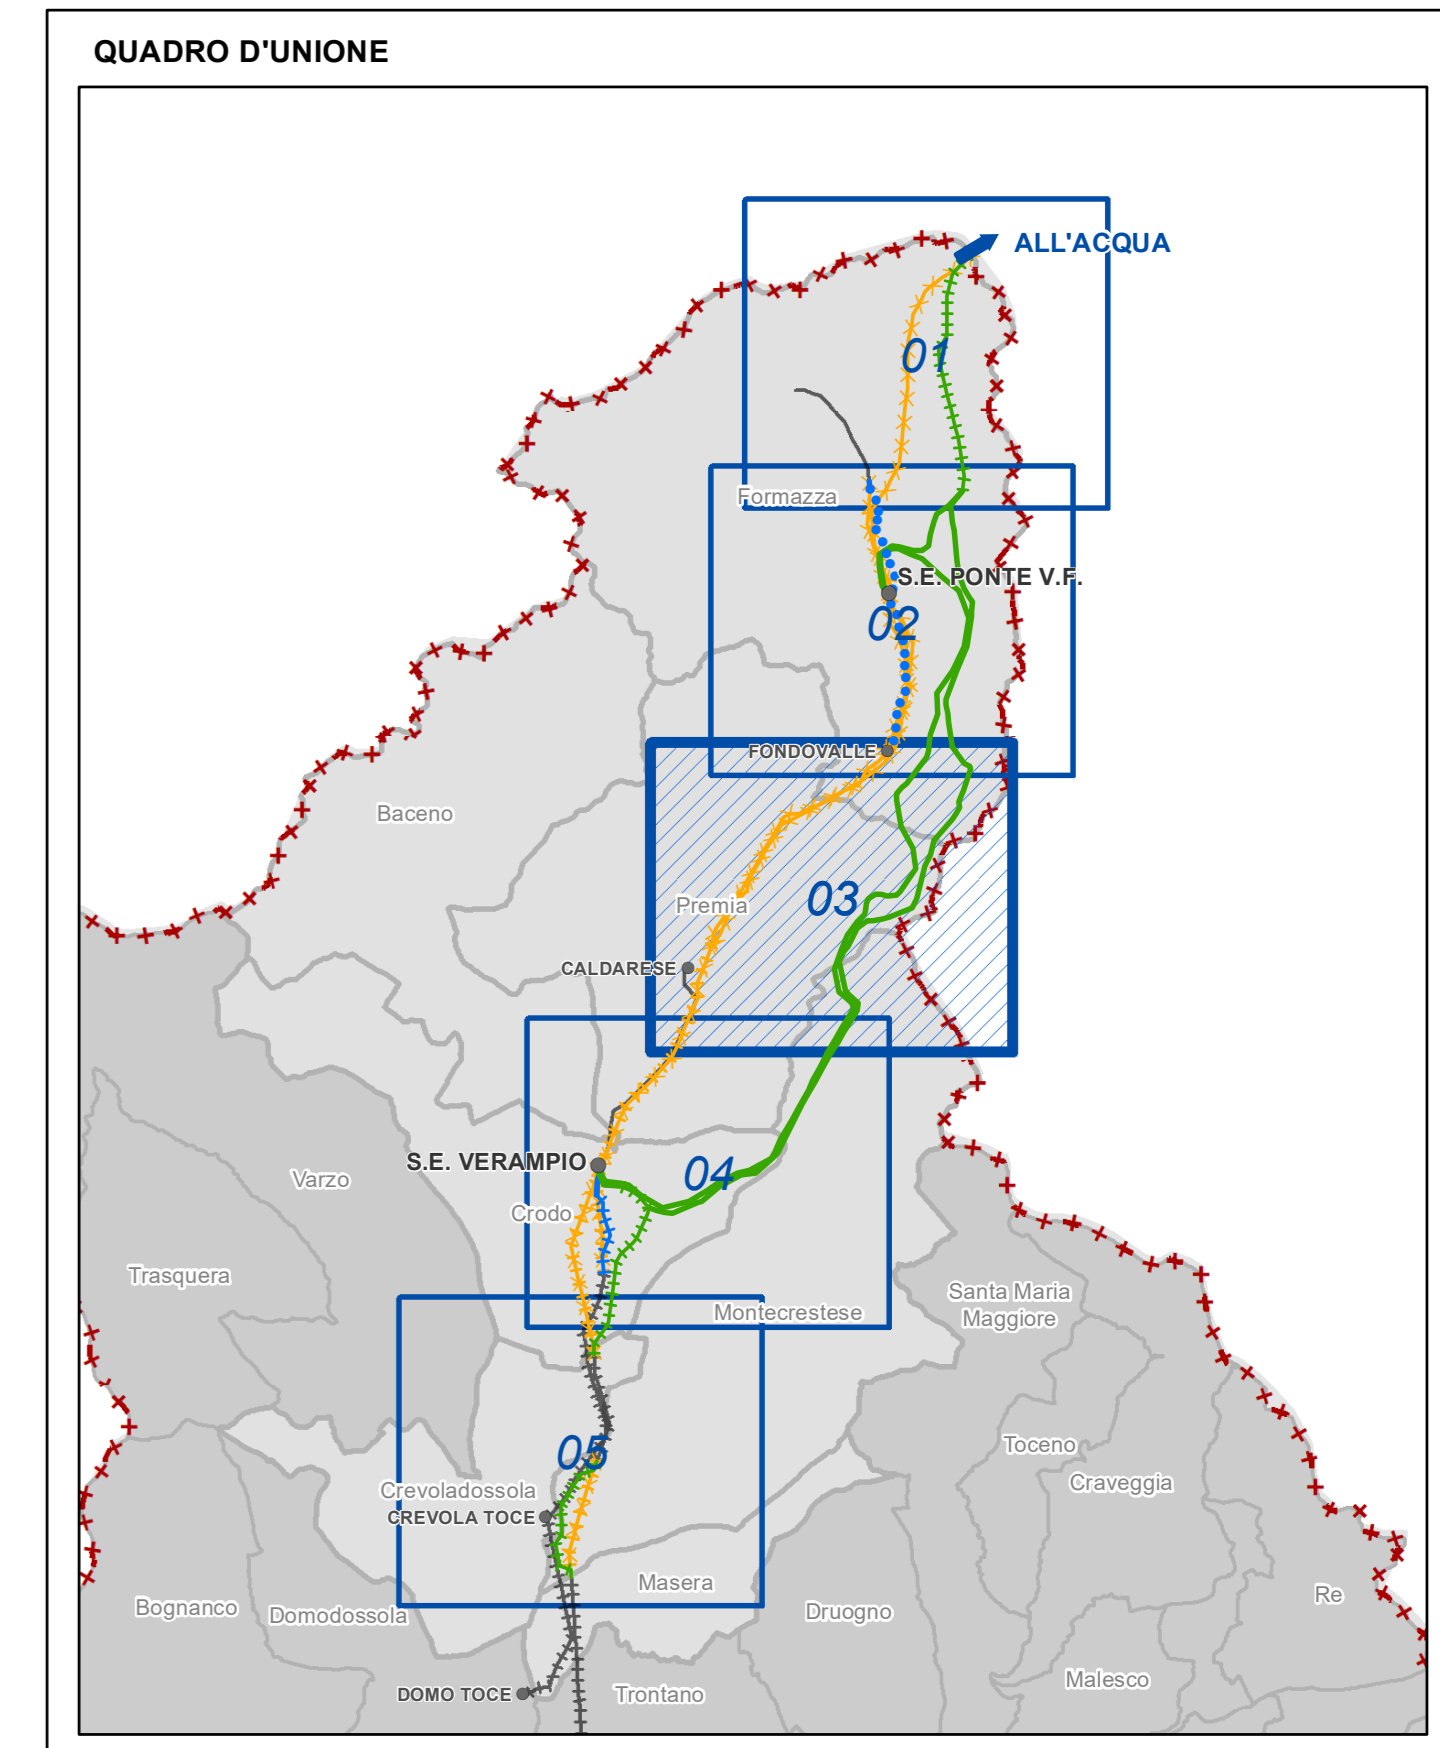 QUADRO D'UNIONE
ALL'ACQUA
01
Formazza
S.E. PONTE V.F.
02
FONDOVALLE
Baceno
03
Premia
CALDARESE
S.E. VERAMPIO
04
Varzo
Crodo
Trasquera
Santa Maria
Maggiore
Montecrestese
Toceno
05
Craveggia
Crevoladossola
CREVOLA TOCE
Masera
Re
Bognanco
Domodossola
Druogno
Malesco
DOMO TOCE
Trontano